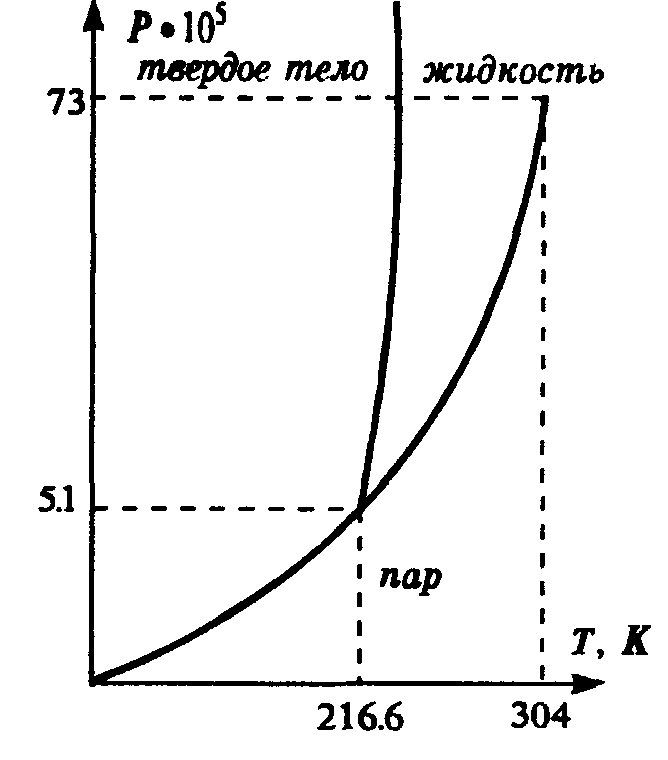 P•10⁵
твердое тело жидкость
73
5.1
пар
T, K
216.6 304